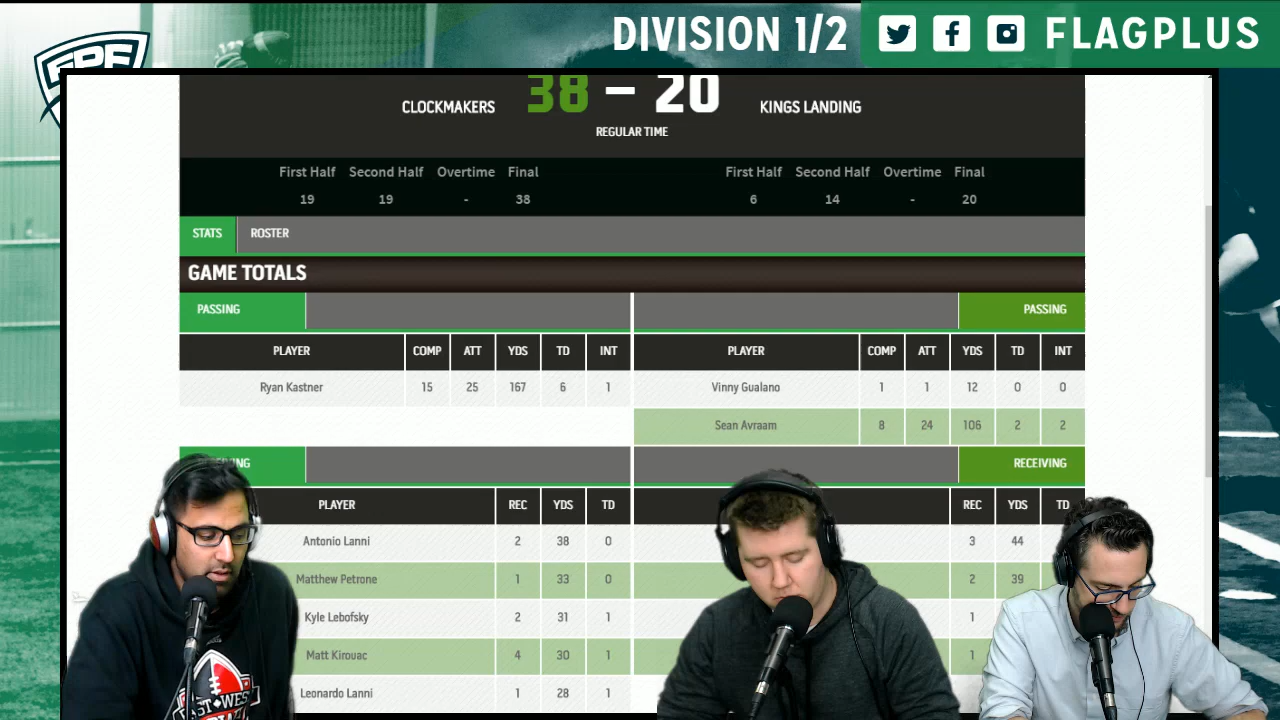 DIVISION 1/2 FLAGPLUS
FPF
CLOCKMAKERS 38 – 20 KINGS LANDING
REGULAR TIME
First Half Second Half Overtime Final First Half Second Half Overtime Final
19 19 - 38 6 14 - 20
STATS ROSTER
GAME TOTALS
PASSING PASSING
PLAYER COMP ATT YDS TD INT PLAYER COMP ATT YDS TD INT
Ryan Kastner 15 25 167 6 1 Vinny Gualano 1 1 12 0 0
Sean Avraam 8 24 106 2 2
RECEIVING
PLAYER REC YDS TD REC YDS TD
Antonio Lanni 2 38 0 3 44
Matthew Petrone 1 33 0 2 39
Kyle Lebofsky 2 31 1 1
Matt Kirouac 4 30 1 1
Leonardo Lanni 1 28 1